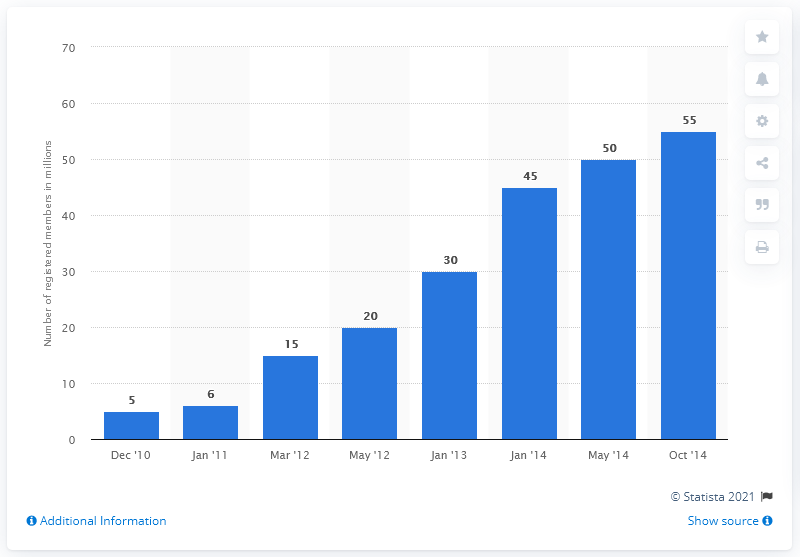 Number of registered members in millions
70
60
50
40
30
20
10
0
5
6
15
20
30
45
50
55
Dec '10
Jan '11
Mar '12
May '12
Jan '13
Jan '14
May '14
Oct '14
© Statista 2021
Additional Information
Show source